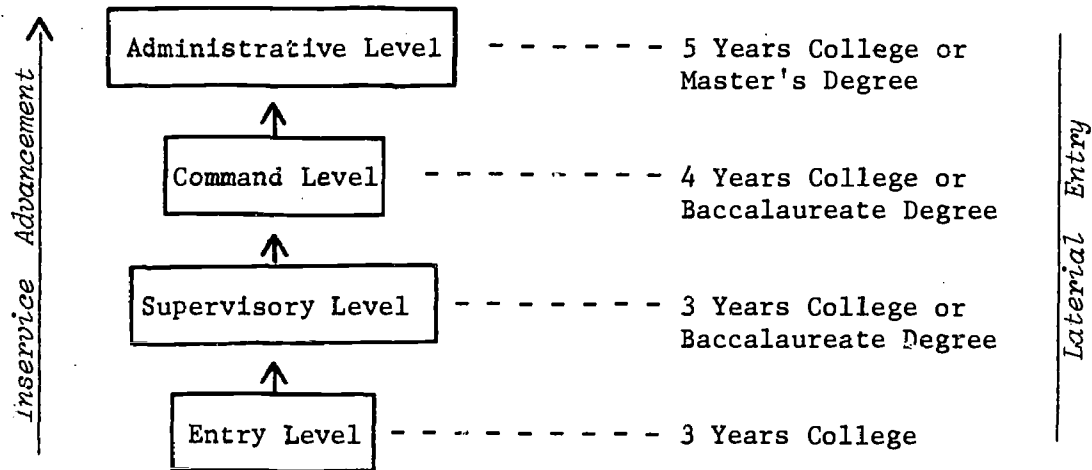 Inservice Advancement
Administrative Level
5 Years College or
Master's Degree
Command Level
4 Years College or
Baccalaureate Degree
Supervisory Level
3 Years College or
Baccalaureate Degree
Entry Level
3 Years College
Laterial Entry